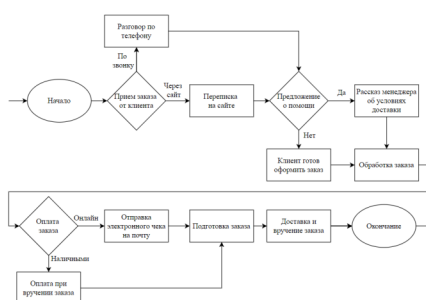 Разговор по
телефону
По
звонку
Начало
Прием заказа
от клиента
Через
сайт
Переписка
на сайте
Предложение
о помощи
Да
Рассказ менеджера
об условиях
доставки
Нет
Клиент готов
оформить заказ
Обработка заказа
Оплата
заказа
Онлайн
Отправка
электронного чека
на почту
Подготовка заказа
Доставка и
вручение заказа
Окончание
Наличными
Оплата при
вручении заказа